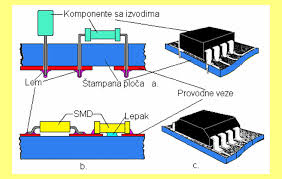 Komponente sa izvodima
Lem
Štampana ploča
a.
Provodne veze
SMD
Lepak
b.
c.